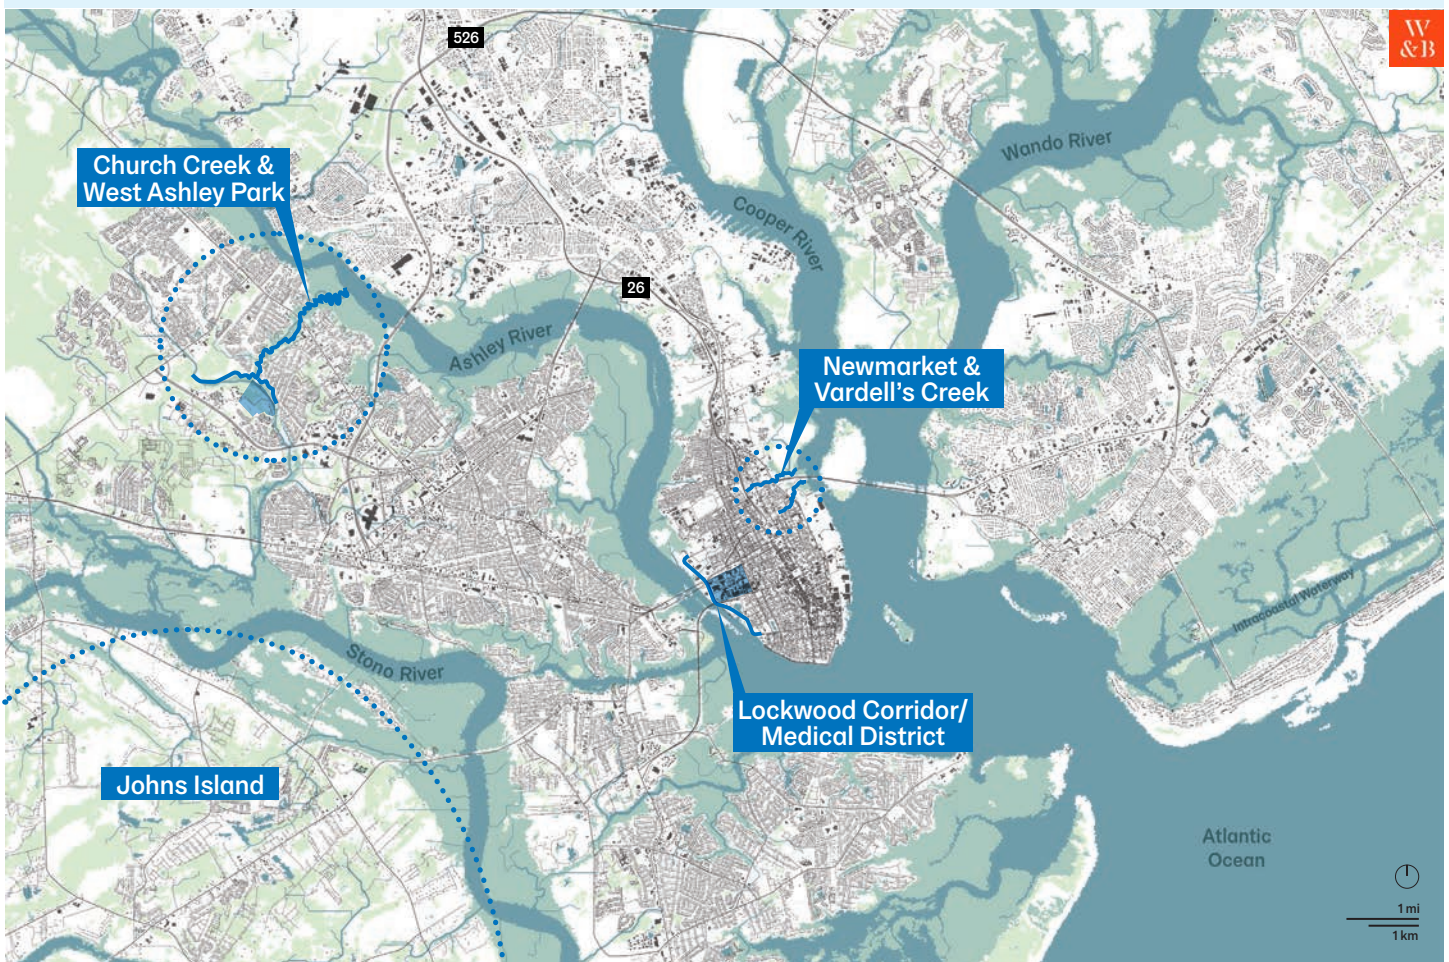 526
W
&B
Church Creek &
West Ashley Park
Wando River
Cooper River
26
Ashley River
Newmarket &
Vardell's Creek
Intracoastal Waterway
Stono River
Lockwood Corridor/
Medical District
Johns Island
Atlantic
Ocean
1 mi
1 km